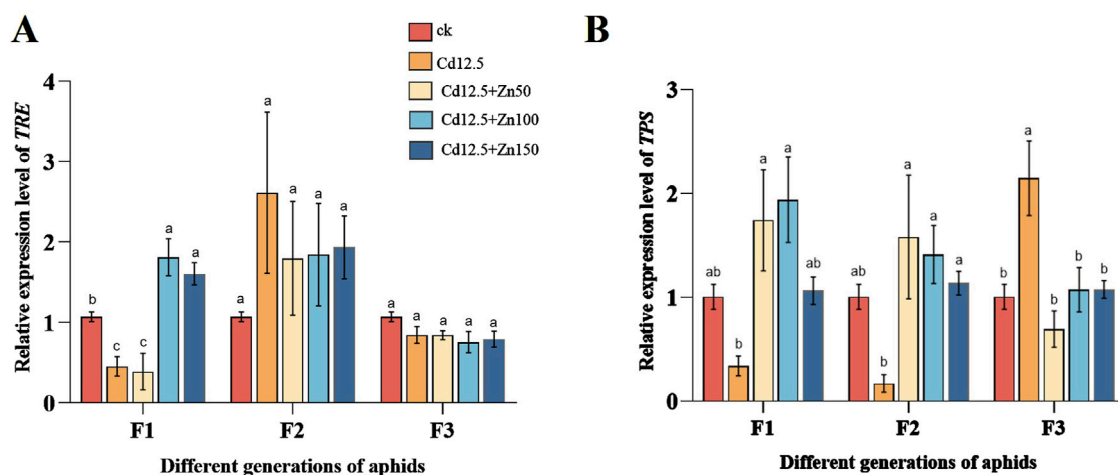 A
B
ck
Cd12.5
Cd12.5+Zn50
Cd12.5+Zn100
Cd12.5+Zn150
Relative expression level of TRE
4
3
2
1
0
b
c
c
a
a
a
a
a
a
a
a
a
a
a
a
F1
F2
F3
Different generations of aphids
Relative expression level of TPS
3
2
1
0
ab
b
a
a
ab
ab
b
a
a
a
b
a
b
b
b
F1
F2
F3
Different generations of aphids